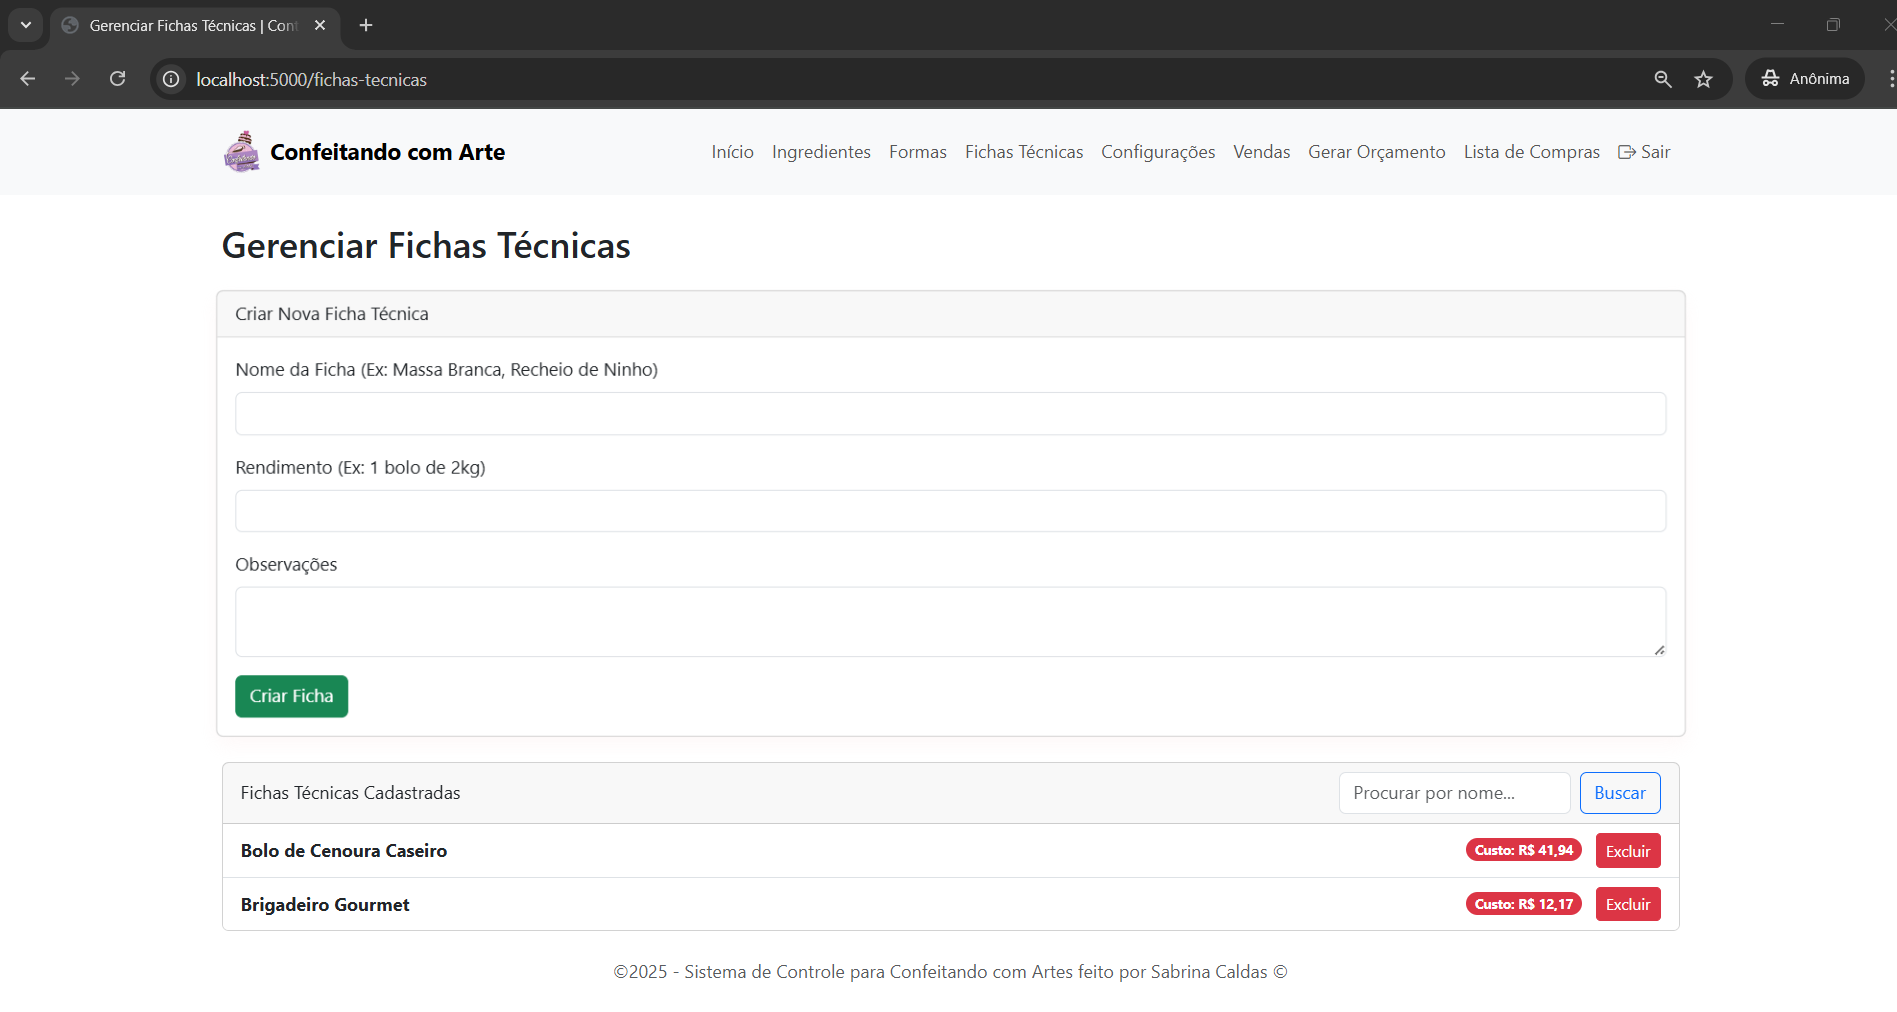 Gerenciar Fichas Técnicas | Cont
localhost:5000/fichas-tecnicas
Anônima
Confeitando com Arte
Início Ingredientes Formas Fichas Técnicas Configurações Vendas Gerar Orçamento Lista de Compras Sair
Gerenciar Fichas Técnicas
Criar Nova Ficha Técnica
Nome da Ficha (Ex: Massa Branca, Recheio de Ninho)
Rendimento (Ex: 1 bolo de 2kg)
Observações
Criar Ficha
Fichas Técnicas Cadastradas Procurar por nome... Buscar
Bolo de Cenoura Caseiro Custo: R$ 41,94 Excluir
Brigadeiro Gourmet Custo: R$ 12,17 Excluir
©2025 - Sistema de Controle para Confeitando com Artes feito por Sabrina Caldas ©